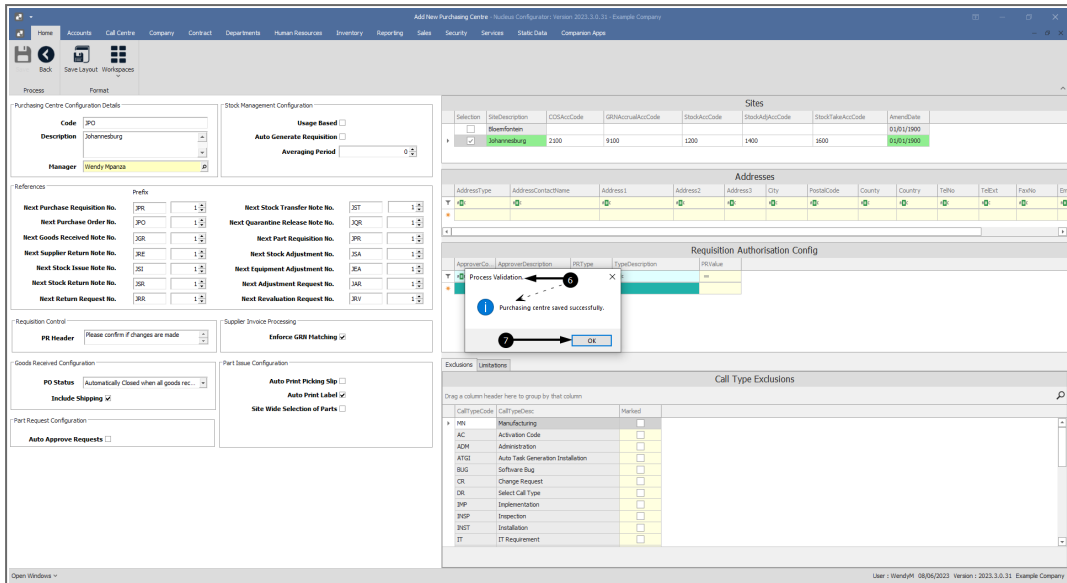 Add New Purchasing Centre - Nucleus Configurator: Version 2023.3.0.31 - Example Company
Home Accounts Call Centre Company Contract Departments Human Resources Inventory Reporting Sales Security Services Static Data Companion Apps
Back Save Layout Workspaces
Process Format
Purchasing Centre Configuration Details
Code JPO
Description Johannesburg
Manager Wendy Mpanza
Stock Management Configuration
Usage Based
Auto Generate Requisition
Averaging Period 0
References
Prefix
Next Purchase Requisition No. JPR 1 Next Stock Transfer Note No. JST 1
Next Purchase Order No. JPO 1 Next Quarantine Release Note No. JQR 1
Next Goods Received Note No. JGR 1 Next Part Requisition No. JPR 1
Next Supplier Return Note No. JRE 1 Next Stock Adjustment No. JSA 1
Next Stock Issue Note No. JSI 1 Next Equipment Adjustment No. JEA 1
Next Stock Return Note No. JSR 1 Next Adjustment Request No. JAR 1
Next Return Request No. JRR 1 Next Revaluation Request No. JRV 1
Requisition Control
PR Header Please confirm if changes are made
Supplier Invoice Processing
Enforce GRN Matching
Goods Received Configuration
PO Status Automatically Closed when all goods rec...
Include Shipping
Part Issue Configuration
Auto Print Picking Slip
Auto Print Label
Site Wide Selection of Parts
Part Request Configuration
Auto Approve Requests
Sites
Selection SiteDescription COSAccCode GRNAccrualAccCode StockAccCode StockAdjAccCode StockTakeAccCode AmendDate
Bloemfontein 01/01/1900
Johannesburg 2100 9100 1200 1400 1600 01/01/1900
Addresses
AddressType AddressContactName Address1 Address2 Address3 City PostalCode County Country TelNo TelExt FaxNo Em
Requisition Authorisation Config
ApproverCo... ApproverDescription PRType TypeDescription PRValue
=
Process Validation. 6
Purchasing centre saved successfully.
7 OK
Exclusions Limitations
Call Type Exclusions
Drag a column header here to group by that column
CallTypeCode CallTypeDesc Marked
MN Manufacturing
AC Activation Code
ADM Administration
ATGI Auto Task Generation Installation
BUG Software Bug
CR Change Request
DR Select Call Type
IMP Implementation
INSP Inspection
INST Installation
IT IT Requirement
Open Windows
User : WendyM 08/06/2023 Version : 2023.3.0.31 Example Company